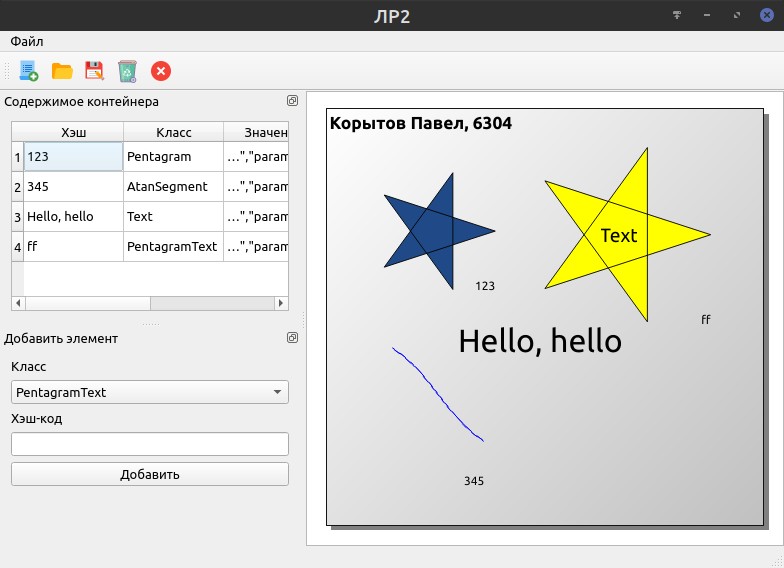 ЛР2
Файл
Содержимое контейнера
Хэш Класс Значен
1 123 Pentagram ...","param
2 345 AtanSegment ...","param
3 Hello, hello Text ...","param
4 ff PentagramText ...","param
Добавить элемент
Класс
PentagramText
Хэш-код
Добавить
Корытов Павел, 6304
Text
123
ff
Hello, hello
345